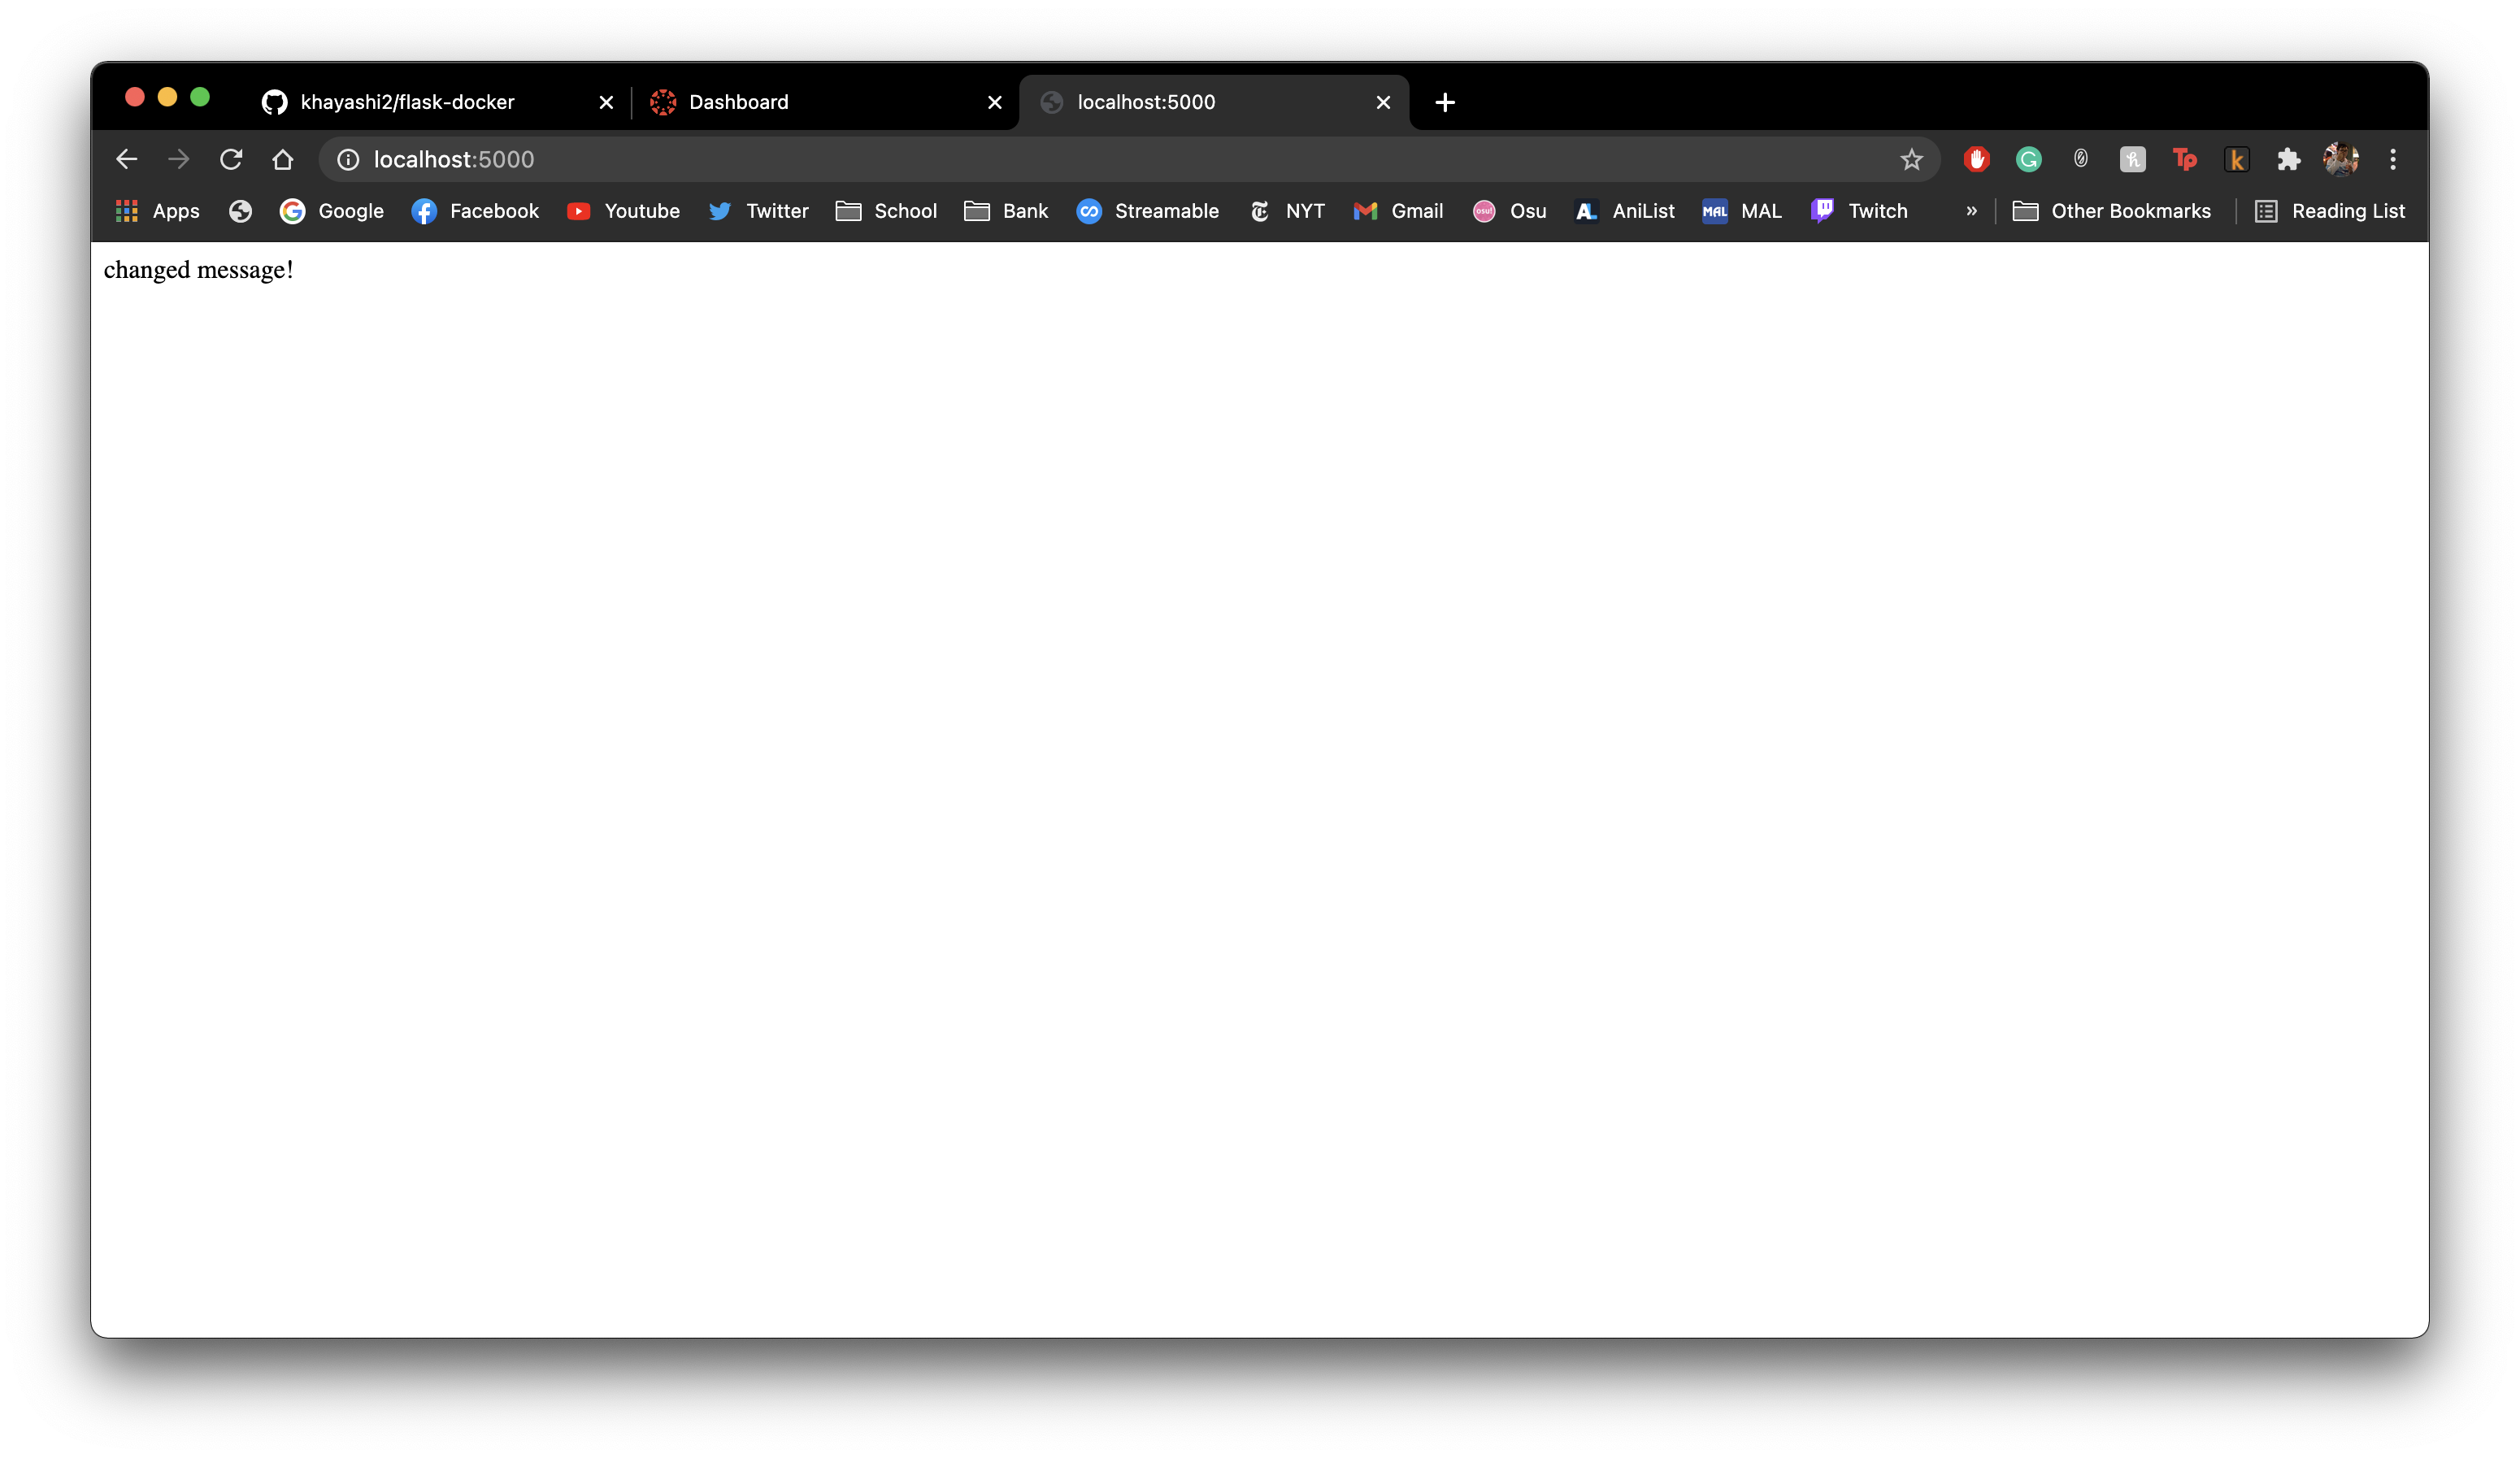 khayashi2/flask-docker Dashboard localhost:5000
localhost:5000
Apps Google Facebook Youtube Twitter School Bank Streamable NYT Gmail Osu AniList MAL Twitch » Other Bookmarks Reading List
changed message!